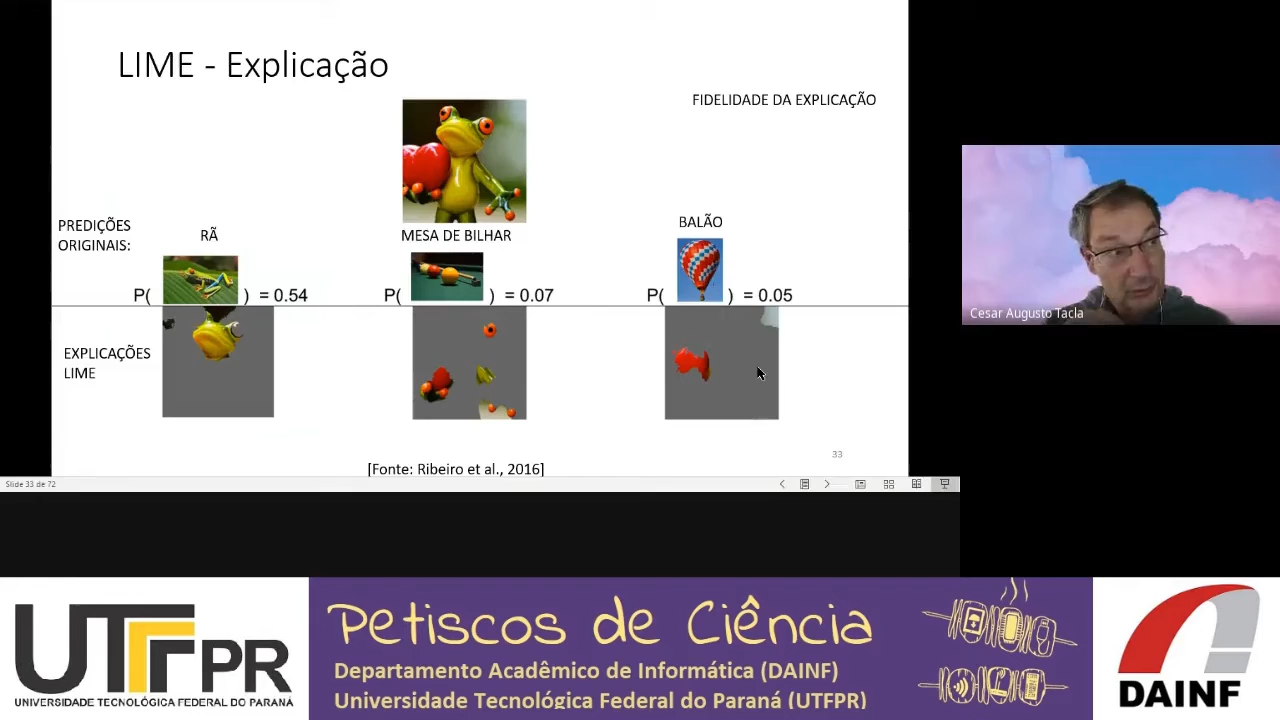 LIME - Explicação
FIDELIDADE DA EXPLICAÇÃO
PREDIÇÕES
ORIGINAIS:
RÃ
MESA DE BILHAR
BALÃO
P( ) = 0.54
P( ) = 0.07
P( ) = 0.05
EXPLICAÇÕES
LIME
33
[Fonte: Ribeiro et al., 2016]
Slide 33 de 72
Cesar Augusto Tacla
UTFPR
UNIVERSIDADE TECNOLÓGICA FEDERAL DO PARANÁ
Petiscos de Ciência
Departamento Acadêmico de Informática (DAINF)
Universidade Tecnológica Federal do Paraná (UTFPR)
DAINF